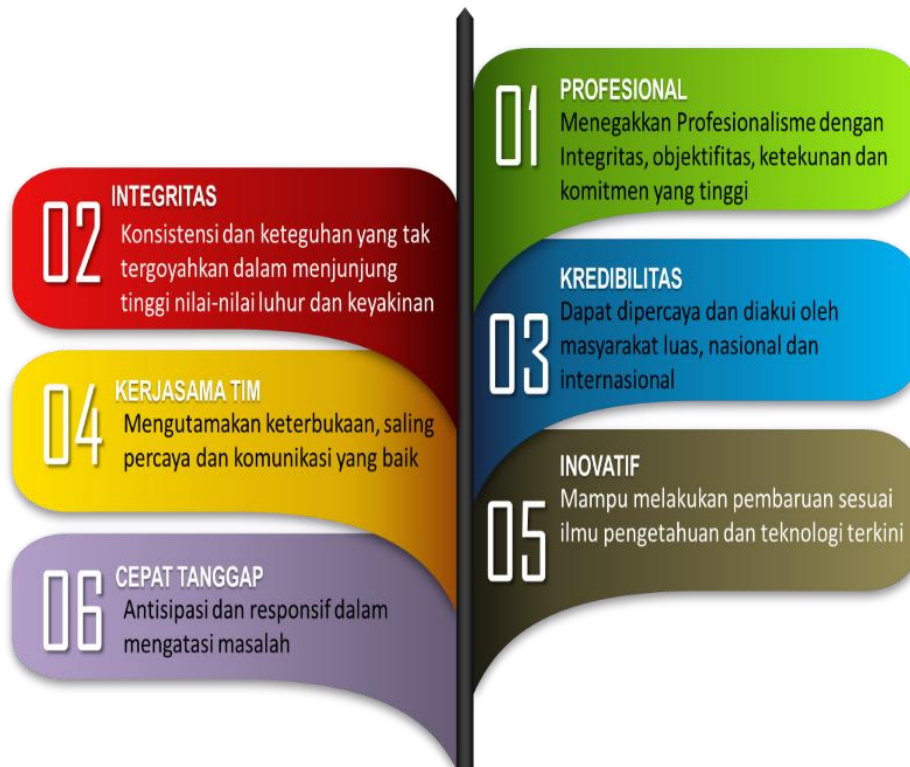 01
PROFESIONAL
Menegakkan Profesionalisme dengan
Integritas, objektifitas, ketekunan dan
komitmen yang tinggi
02
INTEGRITAS
Konsistensi dan keteguhan yang tak
tergoyahkan dalam menjunjung
tinggi nilai-nilai luhur dan keyakinan
03
KREDIBILITAS
Dapat dipercaya dan diakui oleh
masyarakat luas, nasional dan
internasional
04
KERJASAMA TIM
Mengutamakan keterbukaan, saling
percaya dan komunikasi yang baik
05
INOVATIF
Mampu melakukan pembaruan sesuai
ilmu pengetahuan dan teknologi terkini
06
CEPAT TANGGAP
Antisipasi dan responsif dalam
mengatasi masalah